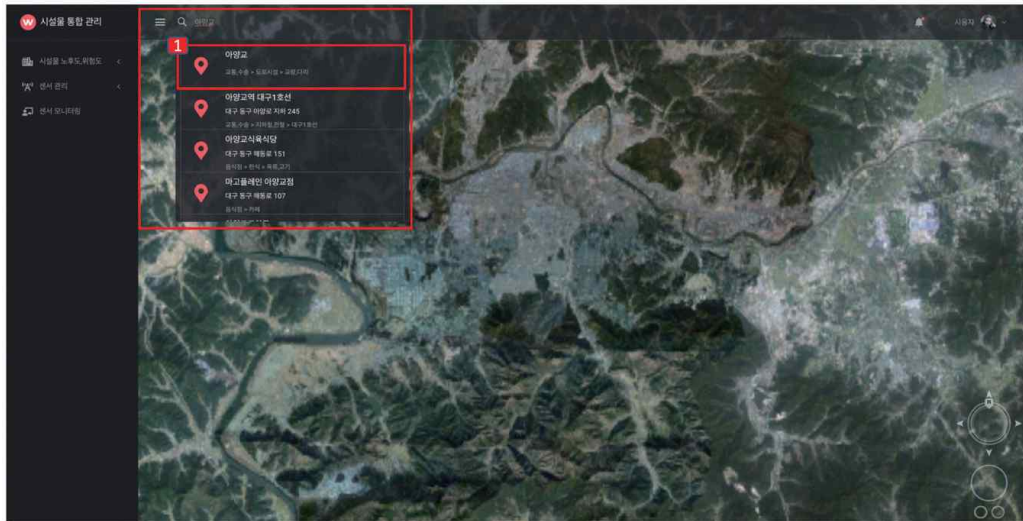 시설물 통합 관리
아양교
사용자
시설물 노후도,위험도
센서 관리
센서 모니터링
1
아양교
교통,수송 > 도로시설 > 교량,다리
아양교역 대구1호선
대구 동구 아양로 지하 245
교통,수송 > 지하철,전철 > 대구1호선
아양교식육식당
대구 동구 해동로 151
음식점 > 한식 > 육류,고기
마고플레인 아양교점
대구 동구 해동로 107
음식점 > 카페